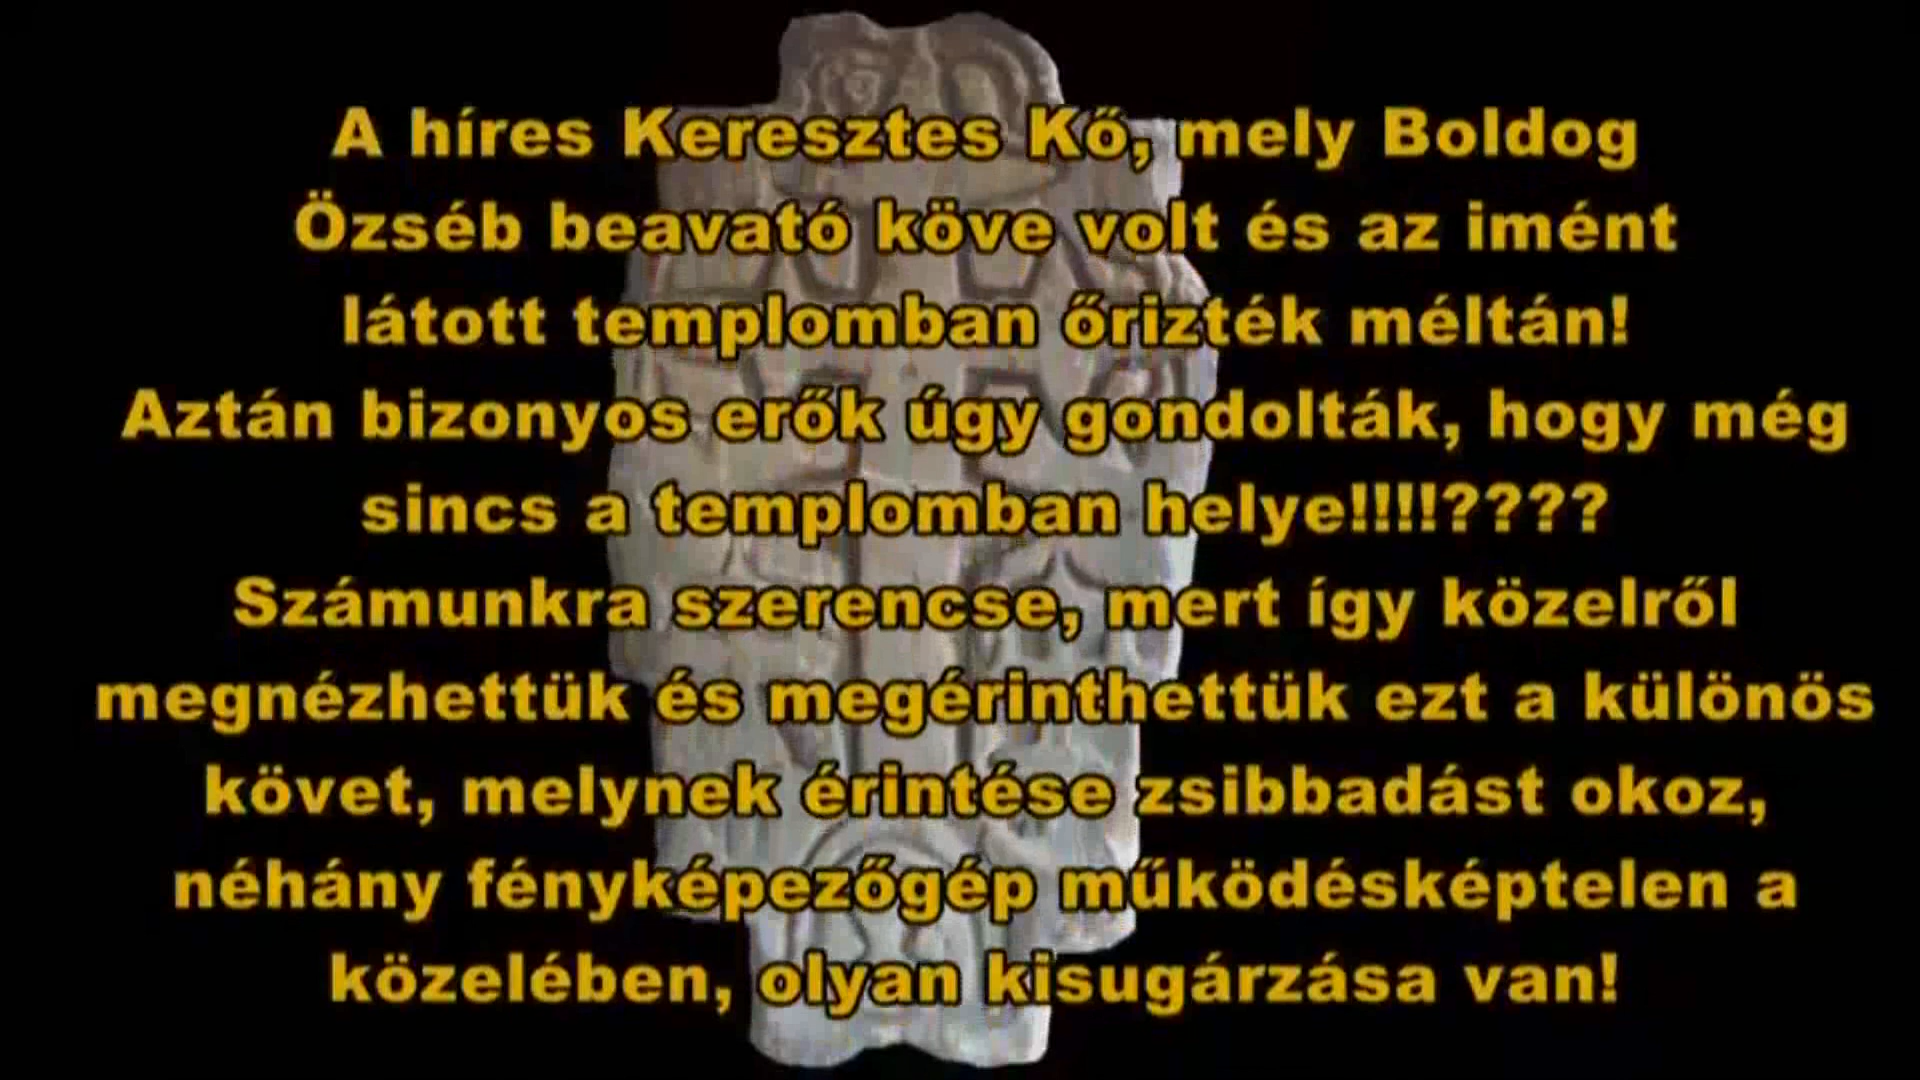 A híres Keresztes Kő, mely Boldog
Özséb beavató köve volt és az imént
látott templomban őrizték méltán!
Aztán bizonyos erők úgy gondolták, hogy még
sincs a templomban helye!!!!????
Számunkra szerencse, mert így közelről
megnézhettük és megérinthettük ezt a különös
követ, melynek érintése zsibbadást okoz,
néhány fényképezőgép működésképtelen a
közelében, olyan kisugárzása van!